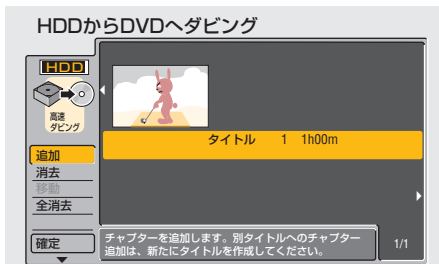 HDDからDVDへダビング
HDD
高速
ダビング
タイトル 1 1h00m
追加
消去
移動
全消去
確定
チャプターを追加します。別タイトルへのチャプター
追加は、新たにタイトルを作成してください。
1/1